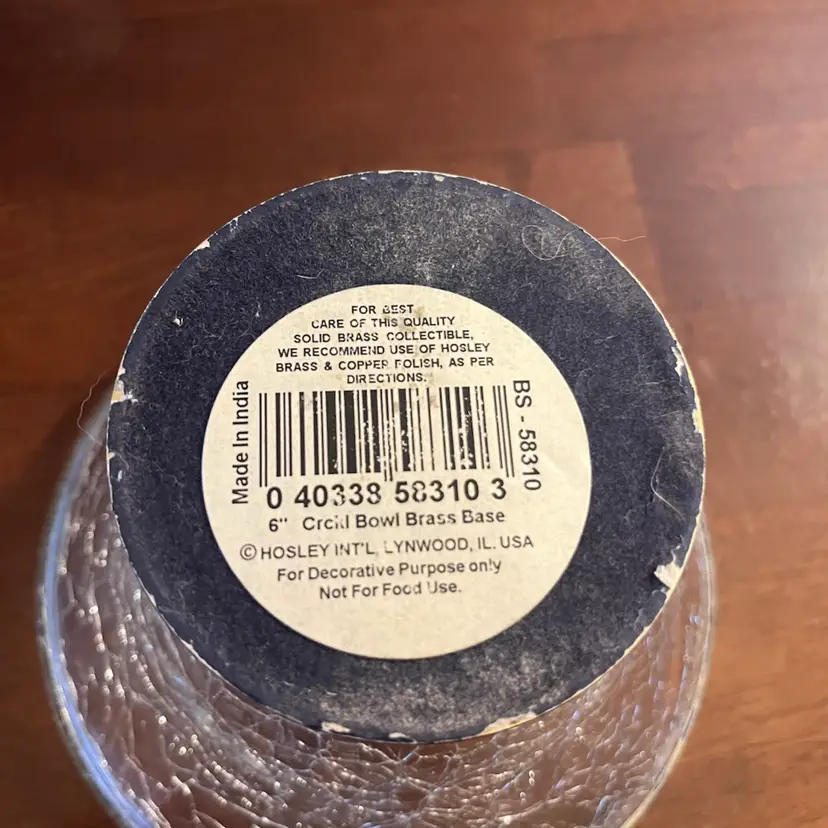 FOR BEST
CARE OF THIS QUALITY
SOLID BRASS COLLECTIBLE,
WE RECOMMEND USE OF HOSLEY
BRASS & COPPER POLISH, AS PER
DIRECTIONS.
Made In India
BS - 58310
0 40338 58310 3
6" Crckl Bowl Brass Base
© HOSLEY INT'L, LYNWOOD, IL. USA
For Decorative Purpose only
Not For Food Use.